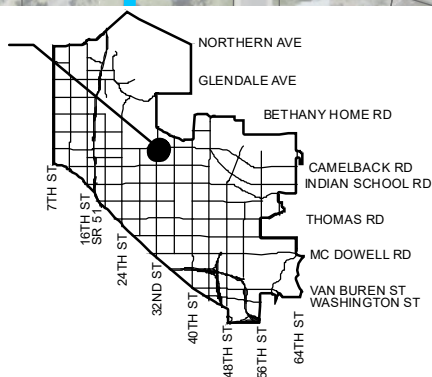 NORTHERN AVE
GLENDALE AVE
BETHANY HOME RD
CAMELBACK RD
INDIAN SCHOOL RD
THOMAS RD
MC DOWELL RD
VAN BUREN ST
WASHINGTON ST
7TH ST
16TH ST
SR 51
24TH ST
32ND ST
40TH ST
48TH ST
56TH ST
64TH ST